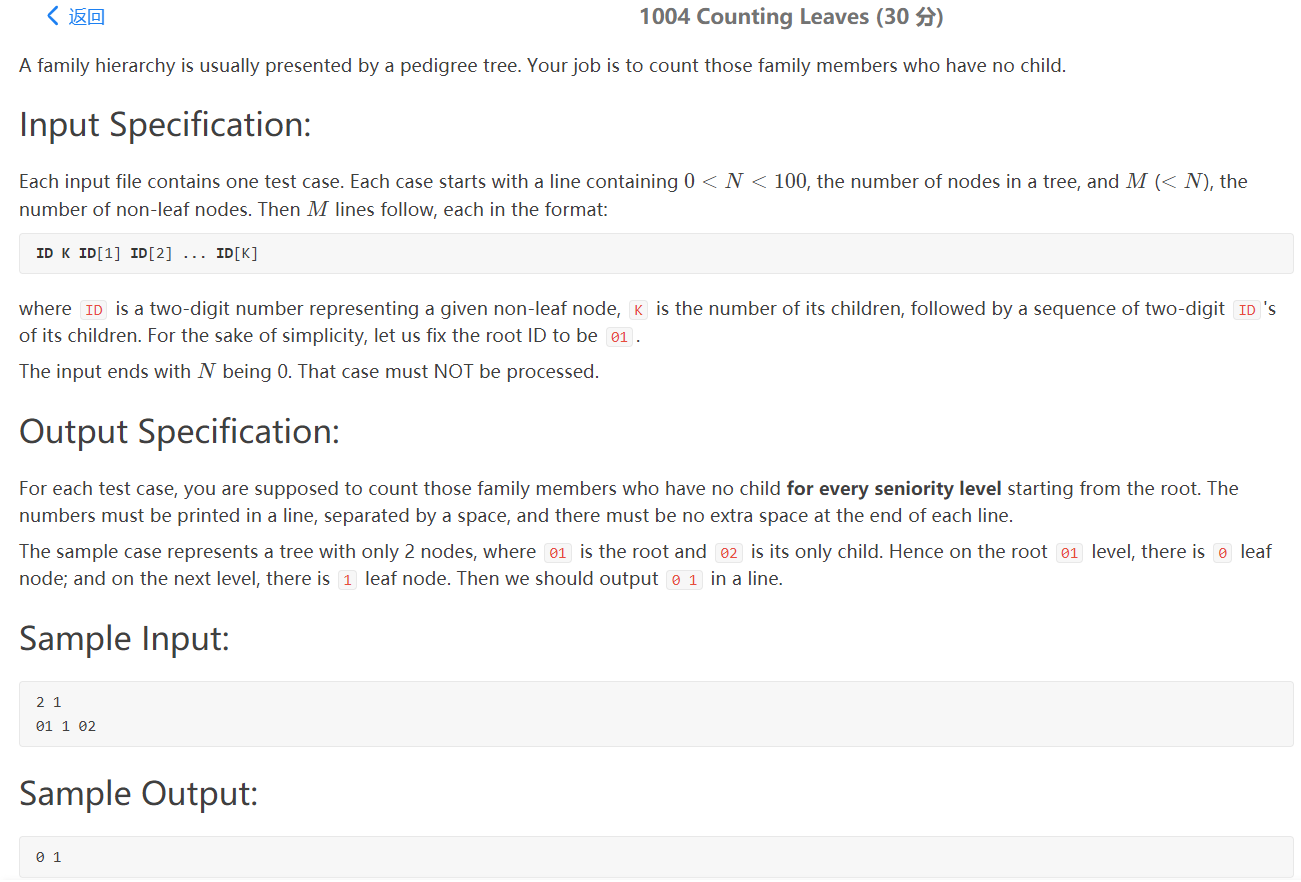 返回
1004 Counting Leaves (30 分)
A family hierarchy is usually presented by a pedigree tree. Your job is to count those family members who have no child.
Input Specification:
Each input file contains one test case. Each case starts with a line containing 0 < N < 100, the number of nodes in a tree, and M (< N), the
number of non-leaf nodes. Then M lines follow, each in the format:
ID K ID[1] ID[2] ... ID[K]
where ID is a two-digit number representing a given non-leaf node, K is the number of its children, followed by a sequence of two-digit ID's
of its children. For the sake of simplicity, let us fix the root ID to be 01.
The input ends with N being 0. That case must NOT be processed.
Output Specification:
For each test case, you are supposed to count those family members who have no child for every seniority level starting from the root. The
numbers must be printed in a line, separated by a space, and there must be no extra space at the end of each line.
The sample case represents a tree with only 2 nodes, where 01 is the root and 02 is its only child. Hence on the root 01 level, there is 0 leaf
node; and on the next level, there is 1 leaf node. Then we should output 0 1 in a line.
Sample Input:
2 1
01 1 02
Sample Output:
0 1